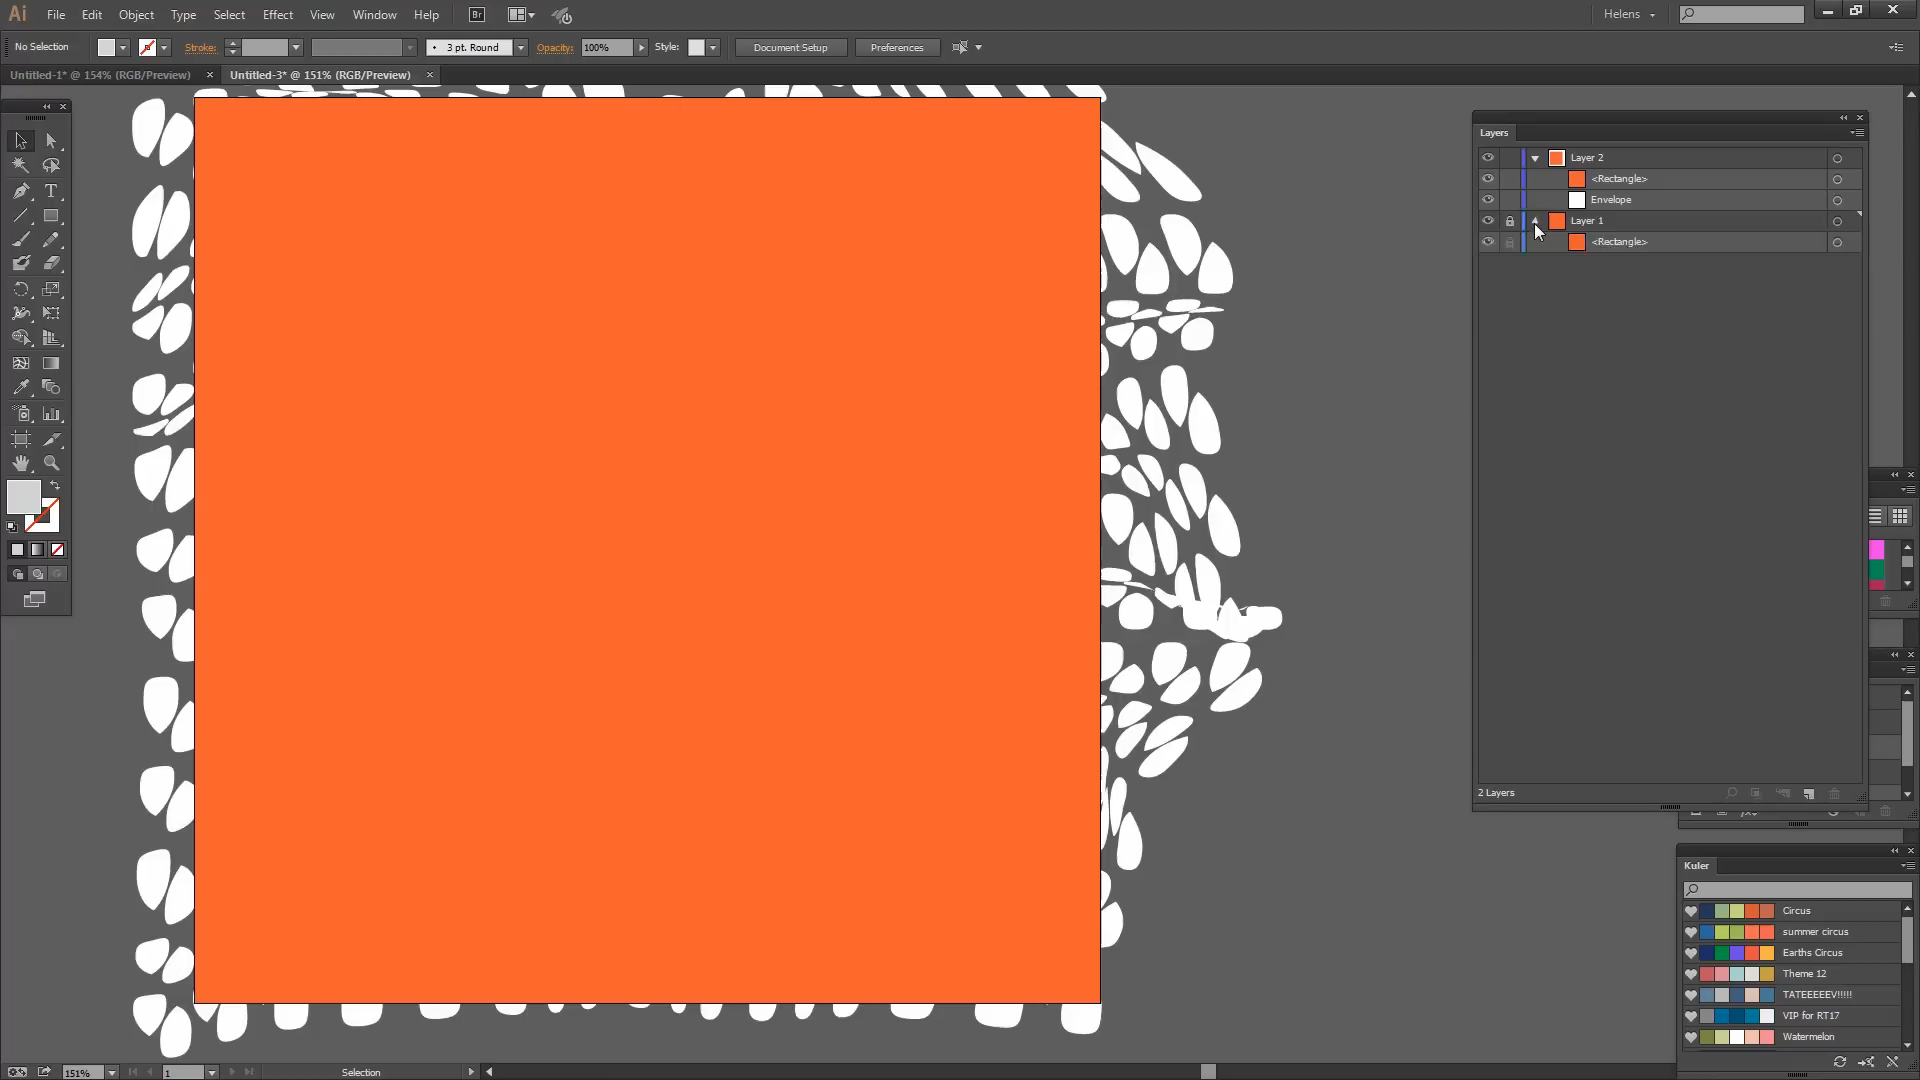 Ai File Edit Object Type Select Effect View Window Help Br Helens
No Selection Stroke: 3 pt. Round Opacity: 100% Style: Document Setup Preferences
Untitled-1* @ 154% (RGB/Preview) Untitled-3* @ 151% (RGB/Preview)
Layers
Layer 2
<Rectangle>
Envelope
Layer 1
<Rectangle>
2 Layers
Kuler
Circus
summer circus
Earths Circus
Theme 12
TATEEEEEV!!!!!
VIP for RT17
Watermelon
151% 1 Selection